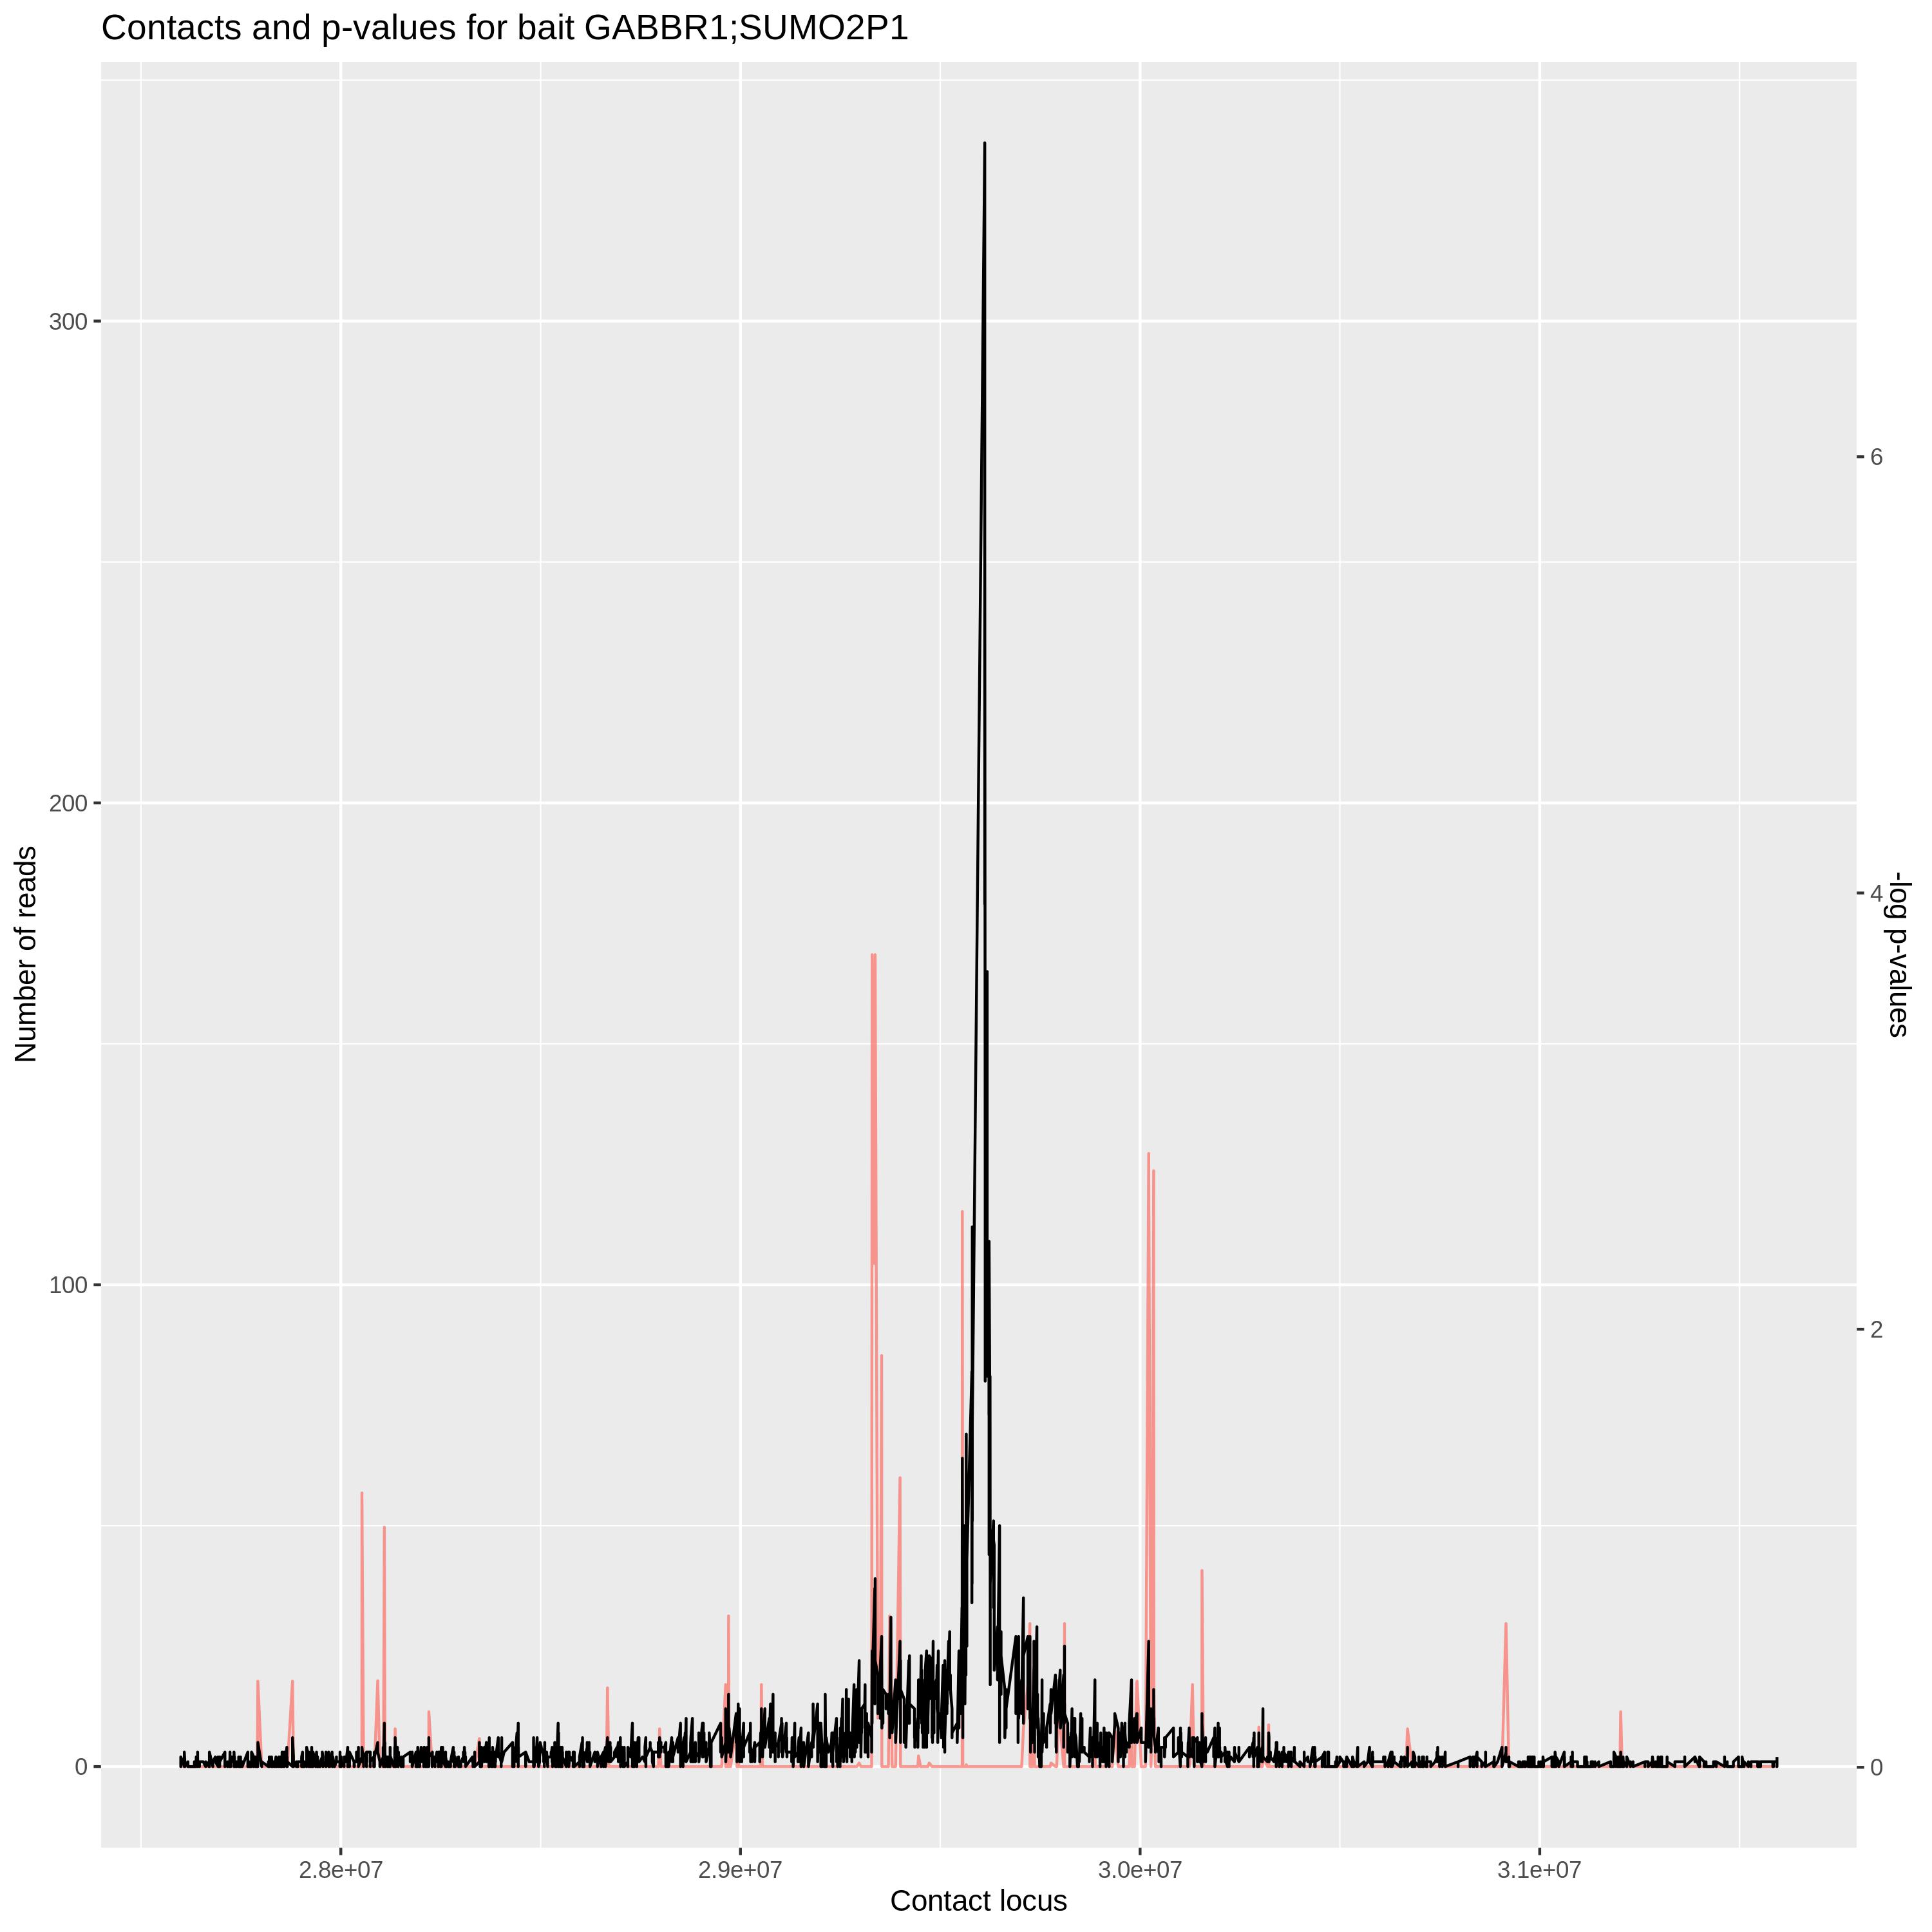 Contacts and p-values for bait GABBR1;SUMO2P1
300
200
100
0
Number of reads
6
4
2
0
-log p-values
2.8e+07
2.9e+07
3.0e+07
3.1e+07
Contact locus